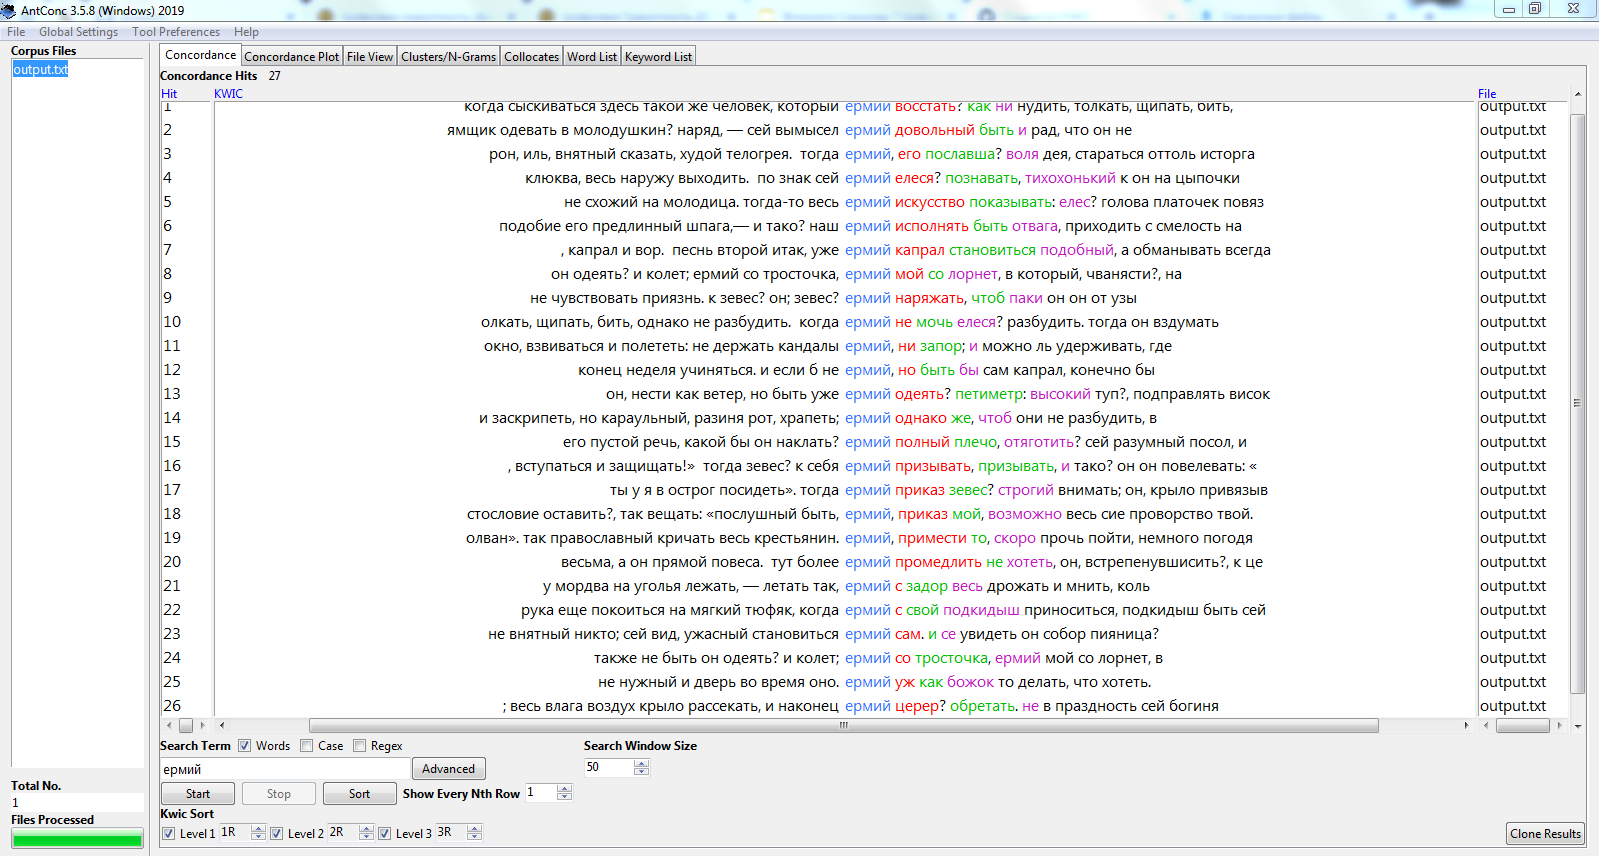 AntConc 3.5.8 (Windows) 2019
File Global Settings Tool Preferences Help
Corpus Files
output.txt
Concordance Concordance Plot File View Clusters/N-Grams Collocates Word List Keyword List
Concordance Hits 27
Hit KWIC File
1 когда сыскиваться здесь такой же человек, который ермий восстать? как ни нудить, толкать, щипать, бить, output.txt
2 ямщик одевать в молодушкин? наряд, — сей вымысел ермий довольный быть и рад, что он не output.txt
3 рон, иль, внятный сказать, худой телогрея. тогда ермий, его пославша? воля дея, стараться оттоль исторга output.txt
4 клюква, весь наружу выходить. по знак сей ермий елеся? познавать, тихохонький к он на цыпочки output.txt
5 не схожий на молодица. тогда-то весь ермий искусство показывать: елес? голова платочек повяз output.txt
6 подобие его предлинный шпага,— и тако? наш ермий исполнять быть отвага, приходить с смелость на output.txt
7 , капрал и вор. песнь второй итак, уже ермий капрал становиться подобный, а обманывать всегда output.txt
8 он одеять? и колет; ермий со тросточка, ермий мой со лорнет, в который, чванясти?, на output.txt
9 не чувствовать приязнь. к зевес? он; зевес? ермий наряжать, чтоб паки он он от узы output.txt
10 олкать, щипать, бить, однако не разбудить. когда ермий не мочь елеся? разбудить. тогда он вздумать output.txt
11 окно, взвиваться и полететь: не держать кандалы ермий, ни запор; и можно ль удерживать, где output.txt
12 конец неделя учиняться. и если б не ермий, но быть бы сам капрал, конечно бы output.txt
13 он, нести как ветер, но быть уже ермий одеять? петиметр: высокий туп?, подправлять висок output.txt
14 и заскрипеть, но караульный, разиня рот, храпеть; ермий однако же, чтоб они не разбудить, в output.txt
15 его пустой речь, какой бы он наклать? ермий полный плечо, отяготить? сей разумный посол, и output.txt
16 , вступаться и защищать!» тогда зевес? к себя ермий призывать, призывать, и тако? он он повелевать: « output.txt
17 ты у я в острог посидеть». тогда ермий приказ зевес? строгий внимать; он, крыло привязыв output.txt
18 стословие оставить?, так вещать: «послушный быть, ермий, приказ мой, возможно весь сие проворство твой. output.txt
19 олван». так православный кричать весь крестьянин. ермий, примести то, скоро прочь пойти, немного погодя output.txt
20 весьма, а он прямой повеса. тут более ермий промедлить не хотеть, он, встрепенувшисить?, к це output.txt
21 у мордва на уголья лежать, — летать так, ермий с задор весь дрожать и мнить, коль output.txt
22 рука еще покоиться на мягкий тюфяк, когда ермий с свой подкидыш приноситься, подкидыш быть сей output.txt
23 не внятный никто; сей вид, ужасный становиться ермий сам. и се увидеть он собор пияница? output.txt
24 также не быть он одеять? и колет; ермий со тросточка, ермий мой со лорнет, в output.txt
25 не нужный и дверь во время оно. ермий уж как божок то делать, что хотеть. output.txt
26 ; весь влага воздух крыло рассекать, и наконец ермий церер? обретать. не в праздность сей богиня output.txt
Search Term Words Case Regex Search Window Size
ермий Advanced 50
Start Stop Sort Show Every Nth Row 1
Kwic Sort
Level 1 1R Level 2 2R Level 3 3R
Total No.
1
Files Processed
Clone Results